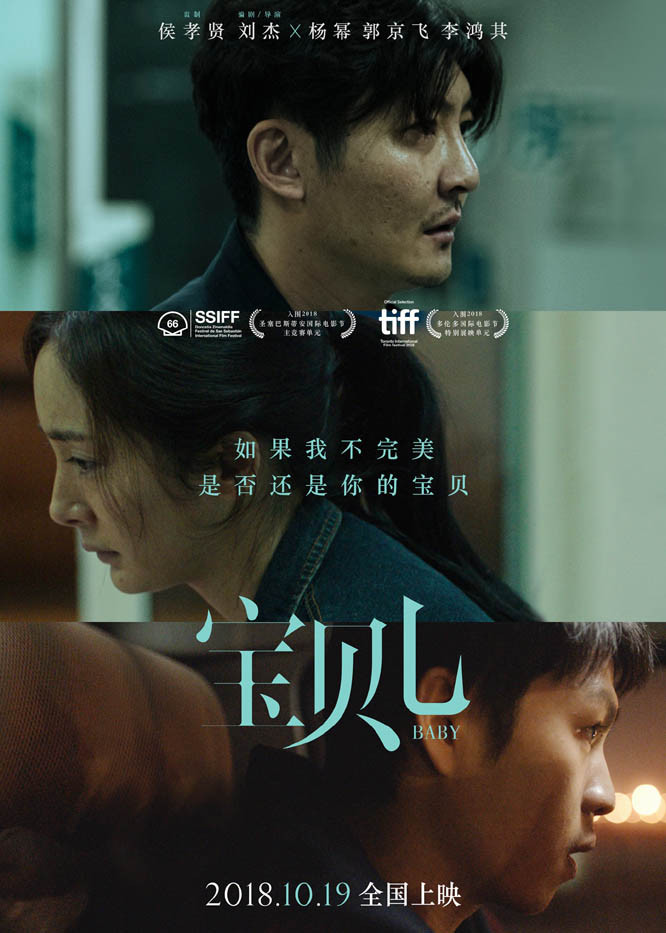 监制 编剧/导演
侯孝贤 刘杰×杨幂 郭京飞 李鸿其
66
SSIFF
Donostia Zinemaldia
Festival de San Sebastián
International Film Festival
入围2018
圣塞巴斯蒂安国际电影节
主竞赛单元
Official Selection
tiff
Toronto International
Film Festival 2018
入围2018
多伦多国际电影节
特别展映单元
如果我不完美
是否还是你的宝贝
宝贝儿
BABY
2018.10.19 全国上映